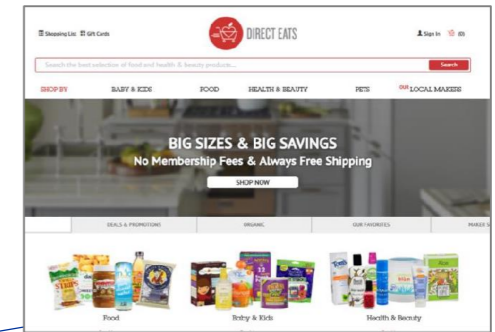 Shopping List Gift Cards
DIRECT EATS
Sign In (0)
Search the best selection of food and health & beauty products...
Search
SHOP BY BABY & KIDS FOOD HEALTH & BEAUTY PETS OUR LOCAL MAKERS
BIG SIZES & BIG SAVINGS
No Membership Fees & Always Free Shipping
SHOP NOW
DEALS & PROMOTIONS ORGANIC OUR FAVORITES MAKER S
Food Baby & Kids Health & Beauty